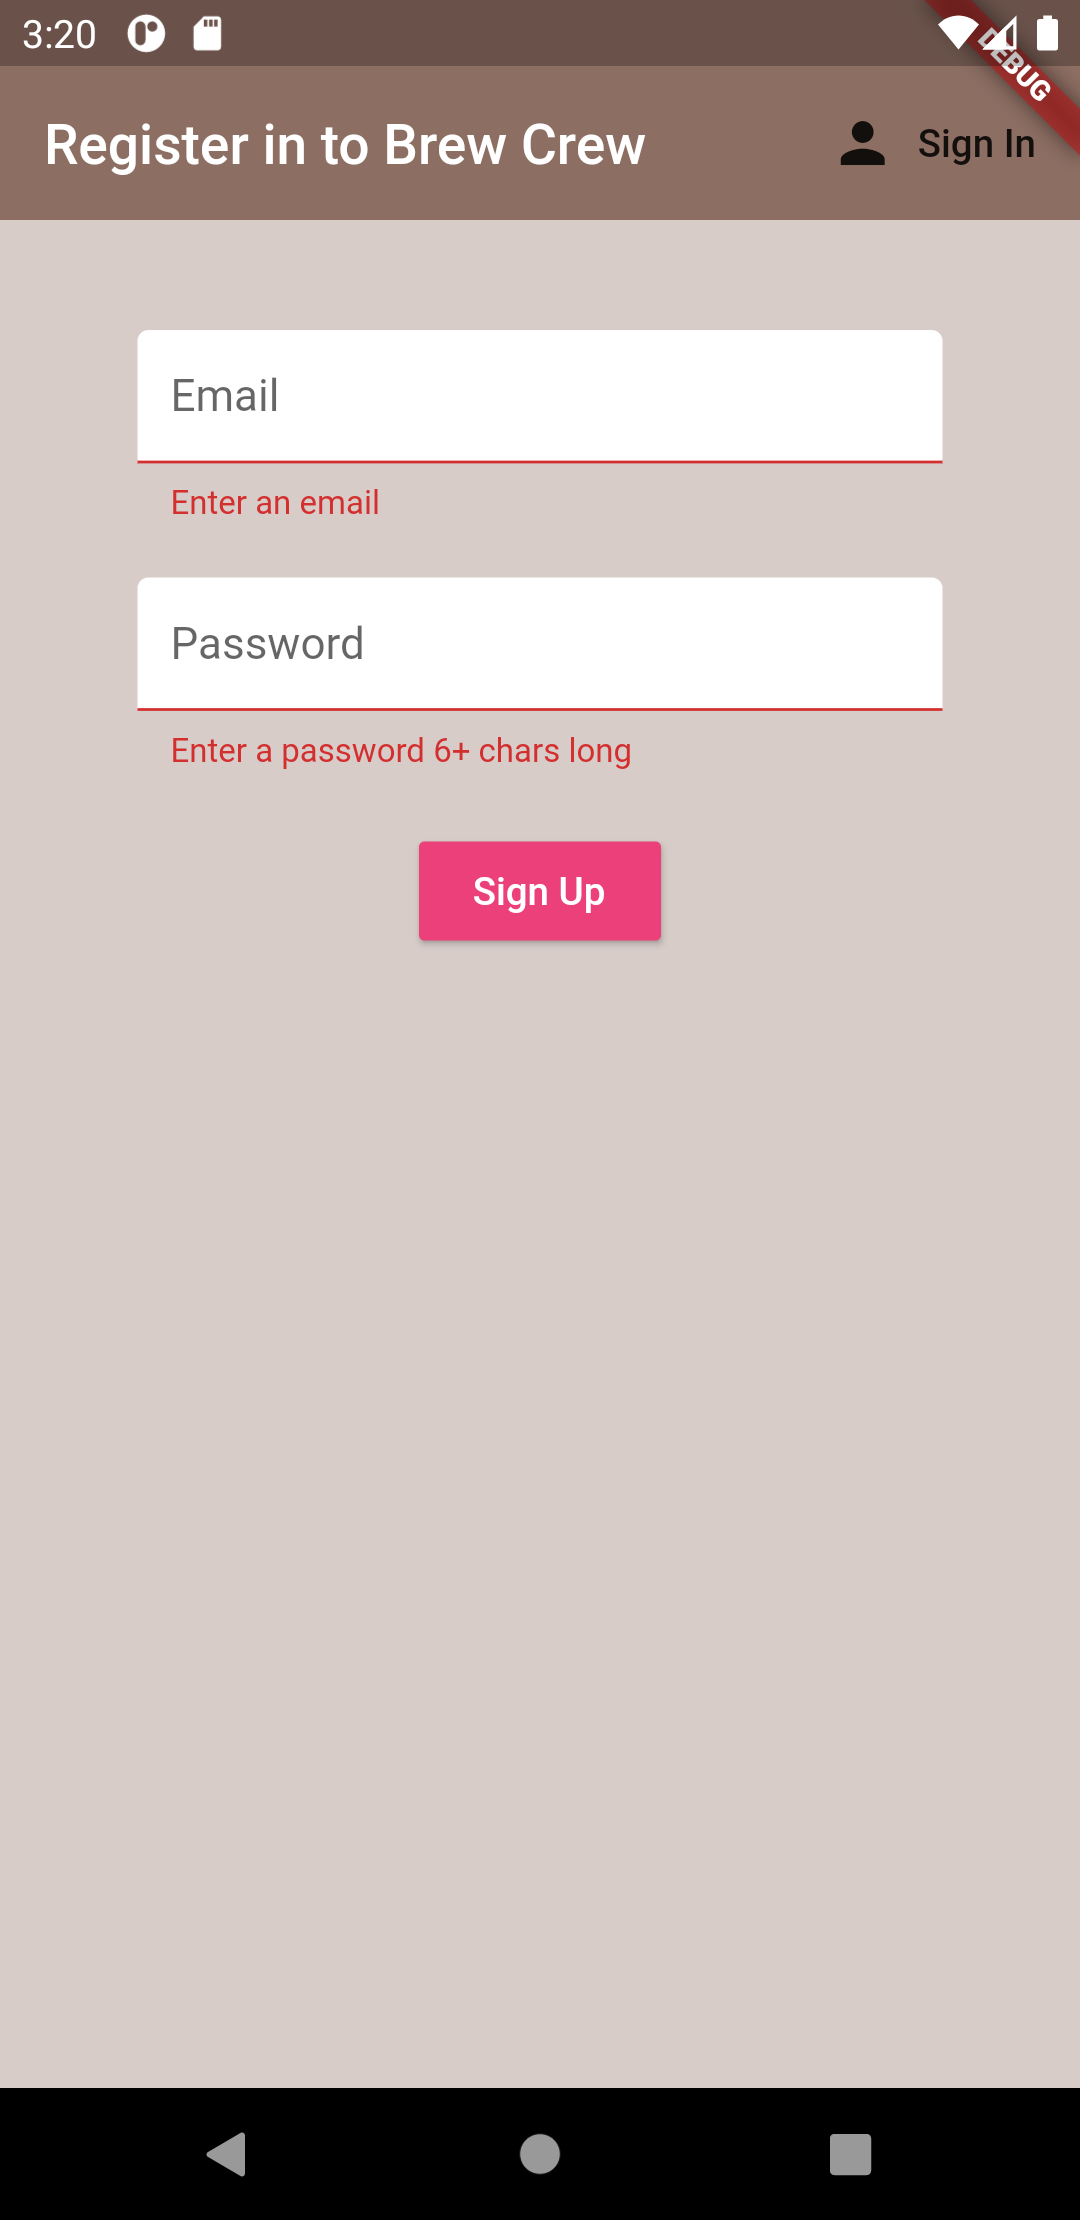 3:20
DEBUG
Register in to Brew Crew
Sign In
Email
Enter an email
Password
Enter a password 6+ chars long
Sign Up